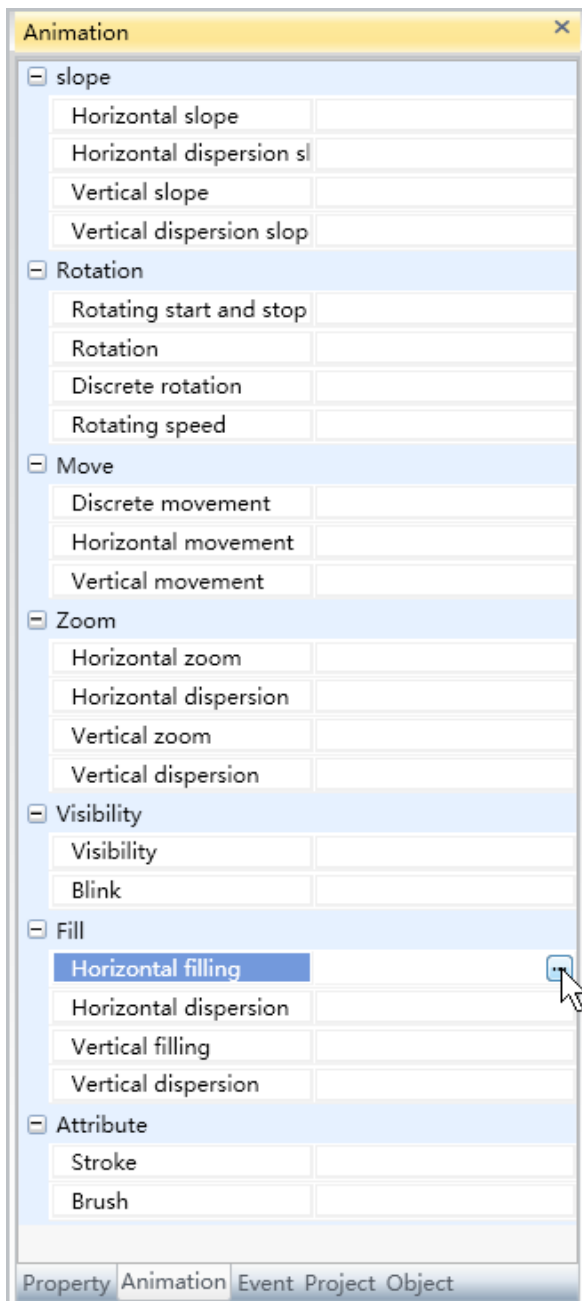 Animation
slope
Horizontal slope
Horizontal dispersion sl
Vertical slope
Vertical dispersion slop
Rotation
Rotating start and stop
Rotation
Discrete rotation
Rotating speed
Move
Discrete movement
Horizontal movement
Vertical movement
Zoom
Horizontal zoom
Horizontal dispersion
Vertical zoom
Vertical dispersion
Visibility
Visibility
Blink
Fill
Horizontal filling ...
Horizontal dispersion
Vertical filling
Vertical dispersion
Attribute
Stroke
Brush
Property Animation Event Project Object